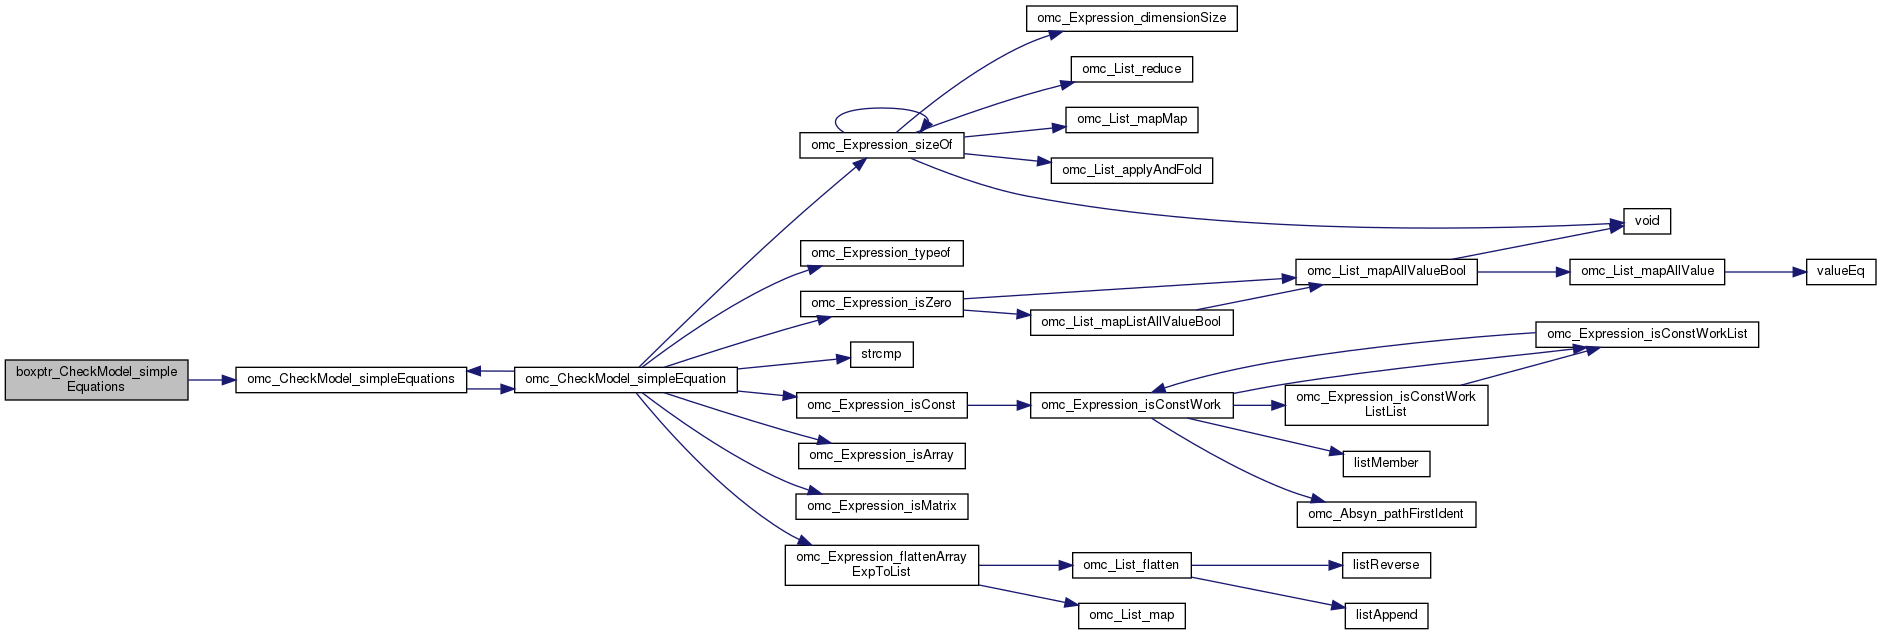 omc_Expression_dimensionSize
omc_List_reduce
omc_List_mapMap
omc_Expression_sizeOf
omc_List_applyAndFold
void
omc_Expression_typeof
omc_List_mapAllValueBool
omc_List_mapAllValue
valueEq
omc_Expression_isZero
omc_List_mapListAllValueBool
omc_Expression_isConstWorkList
strcmp
boxptr_CheckModel_simple
Equations
omc_CheckModel_simpleEquations
omc_CheckModel_simpleEquation
omc_Expression_isConst
omc_Expression_isConstWork
omc_Expression_isConstWork
ListList
omc_Expression_isArray
listMember
omc_Expression_isMatrix
omc_Absyn_pathFirstIdent
omc_Expression_flattenArray
ExpToList
omc_List_flatten
listReverse
omc_List_map
listAppend